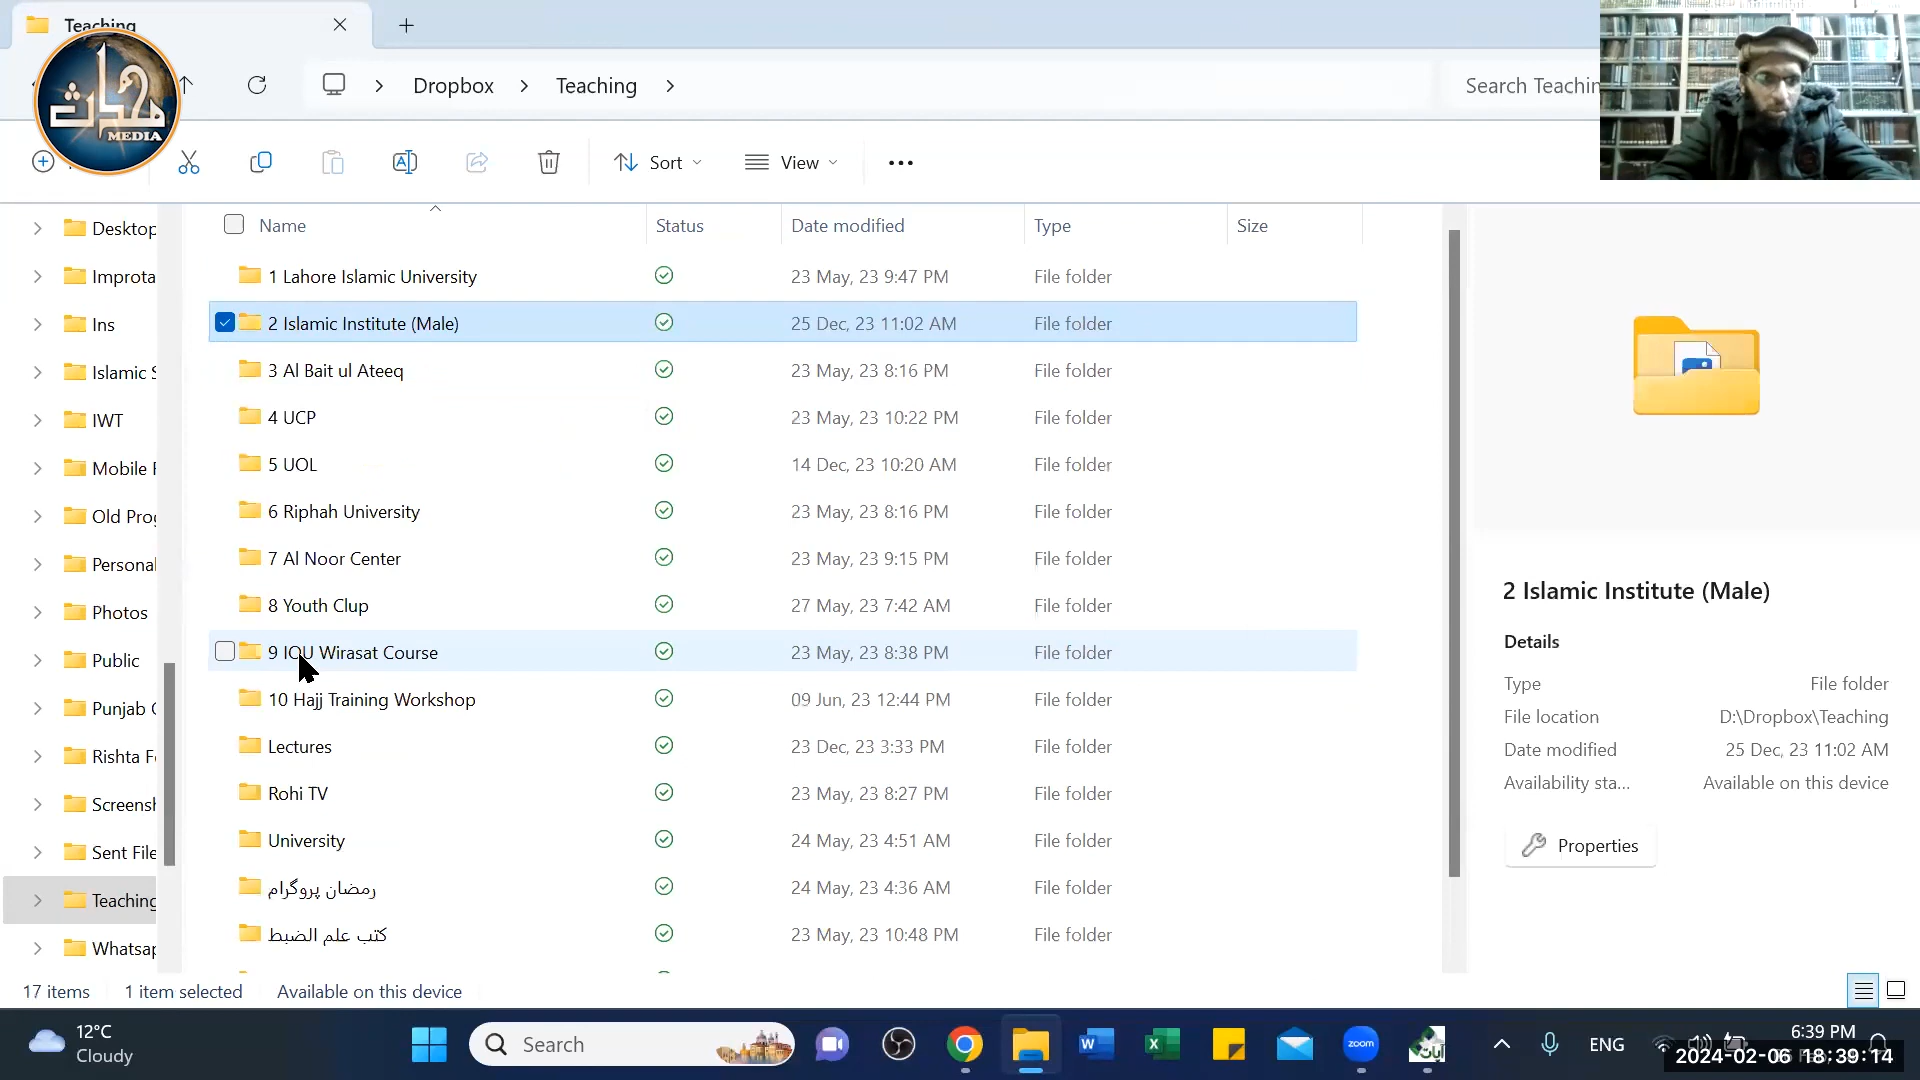 Teaching
محدث
MEDIA
Dropbox > Teaching >
Search Teachin
Sort
View
Name Status Date modified Type Size
Desktop
Improta
Ins
Islamic S
IWT
Mobile F
Old Prog
Personal
Photos
Public
Punjab
Rishta F
Screensh
Sent File
Teaching
Whatsap
1 Lahore Islamic University 23 May, 23 9:47 PM File folder
2 Islamic Institute (Male) 25 Dec, 23 11:02 AM File folder
3 Al Bait ul Ateeq 23 May, 23 8:16 PM File folder
4 UCP 23 May, 23 10:22 PM File folder
5 UOL 14 Dec, 23 10:20 AM File folder
6 Riphah University 23 May, 23 8:16 PM File folder
7 Al Noor Center 23 May, 23 9:15 PM File folder
8 Youth Clup 27 May, 23 7:42 AM File folder
9 IOU Wirasat Course 23 May, 23 8:38 PM File folder
10 Hajj Training Workshop 09 Jun, 23 12:44 PM File folder
Lectures 23 Dec, 23 3:33 PM File folder
Rohi TV 23 May, 23 8:27 PM File folder
University 24 May, 23 4:51 AM File folder
رمضان پروگرام 24 May, 23 4:36 AM File folder
كتب علم الضبط 23 May, 23 10:48 PM File folder
2 Islamic Institute (Male)
Details
Type File folder
File location D:\Dropbox\Teaching
Date modified 25 Dec, 23 11:02 AM
Availability sta... Available on this device
Properties
17 items 1 item selected Available on this device
12°C
Cloudy
Search
zoom
ENG
6:39 PM
2024-02-06 18:39:14